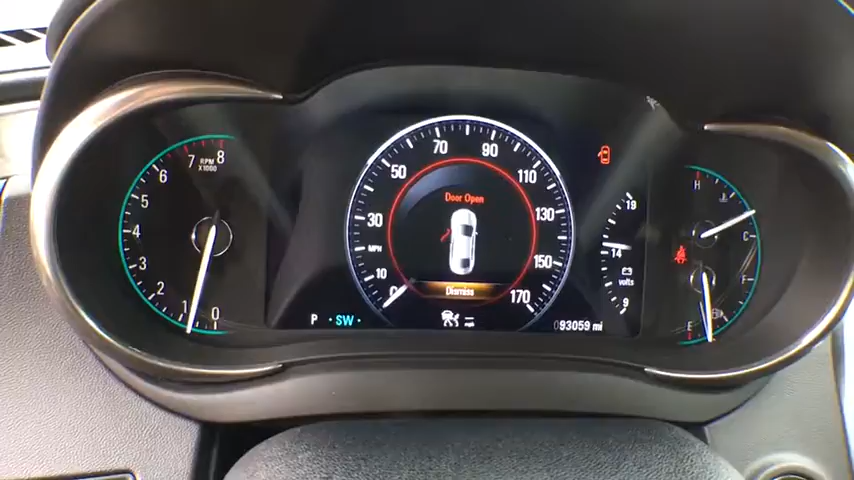 8
7 RPM
X1000
6
5
4
3
2
1
0
70
90
50
110
30
130
MPH
150
10
170
0
Door Open
Dismiss
P
SW
mph
093059 mi
19
14
volts
9
H
C
F
E